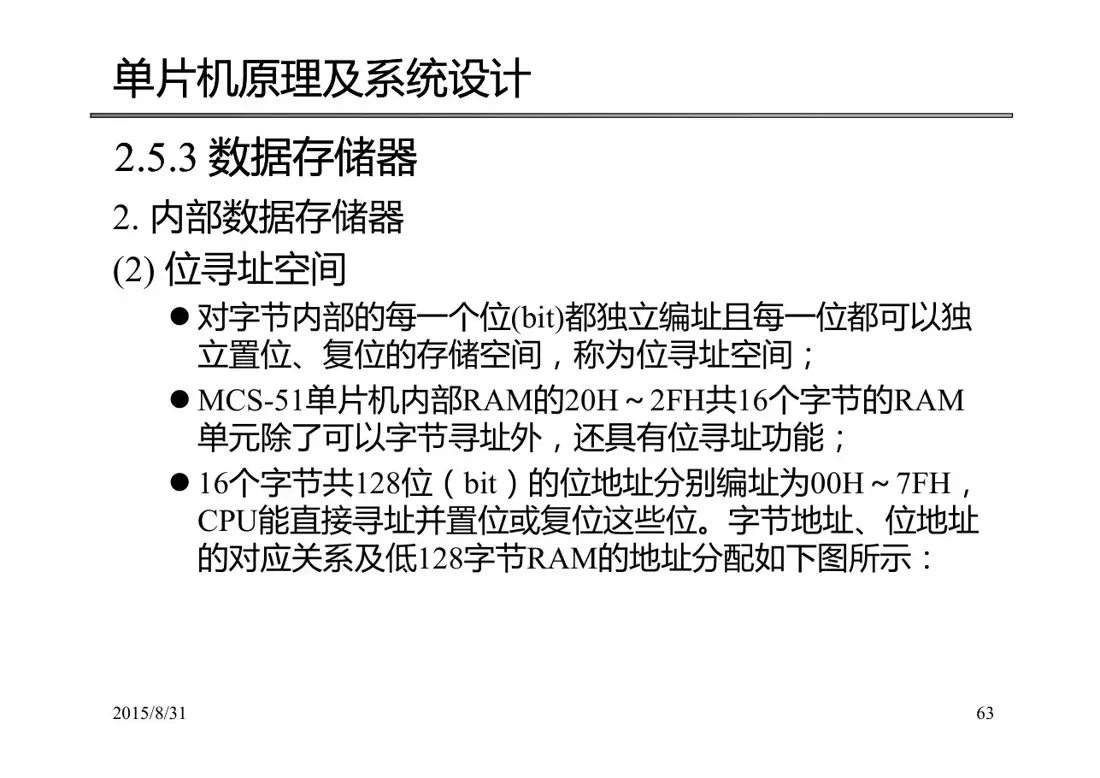 单片机原理及系统设计
2.5.3 数据存储器
2. 内部数据存储器
(2) 位寻址空间
● 对字节内部的每一个位(bit)都独立编址且每一位都可以独
立置位、复位的存储空间，称为位寻址空间；
● MCS-51单片机内部RAM的20H～2FH共16个字节的RAM
单元除了可以字节寻址外，还具有位寻址功能；
● 16个字节共128位（bit）的位地址分别编址为00H～7FH，
CPU能直接寻址并置位或复位这些位。字节地址、位地址
的对应关系及低128字节RAM的地址分配如下图所示：
2015/8/31
63